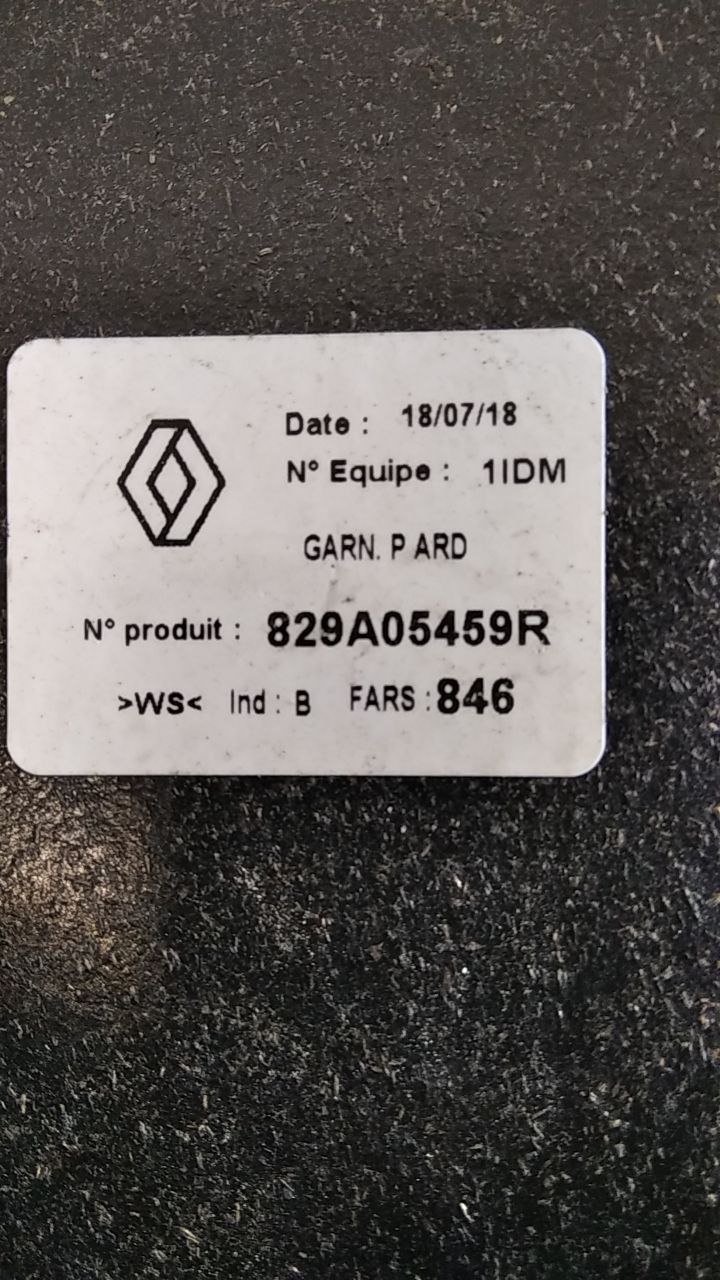 Date : 18/07/18
N° Equipe : 1IDM
GARN. P ARD
N° produit : 829A05459R
>WS< Ind : B FARS : 846